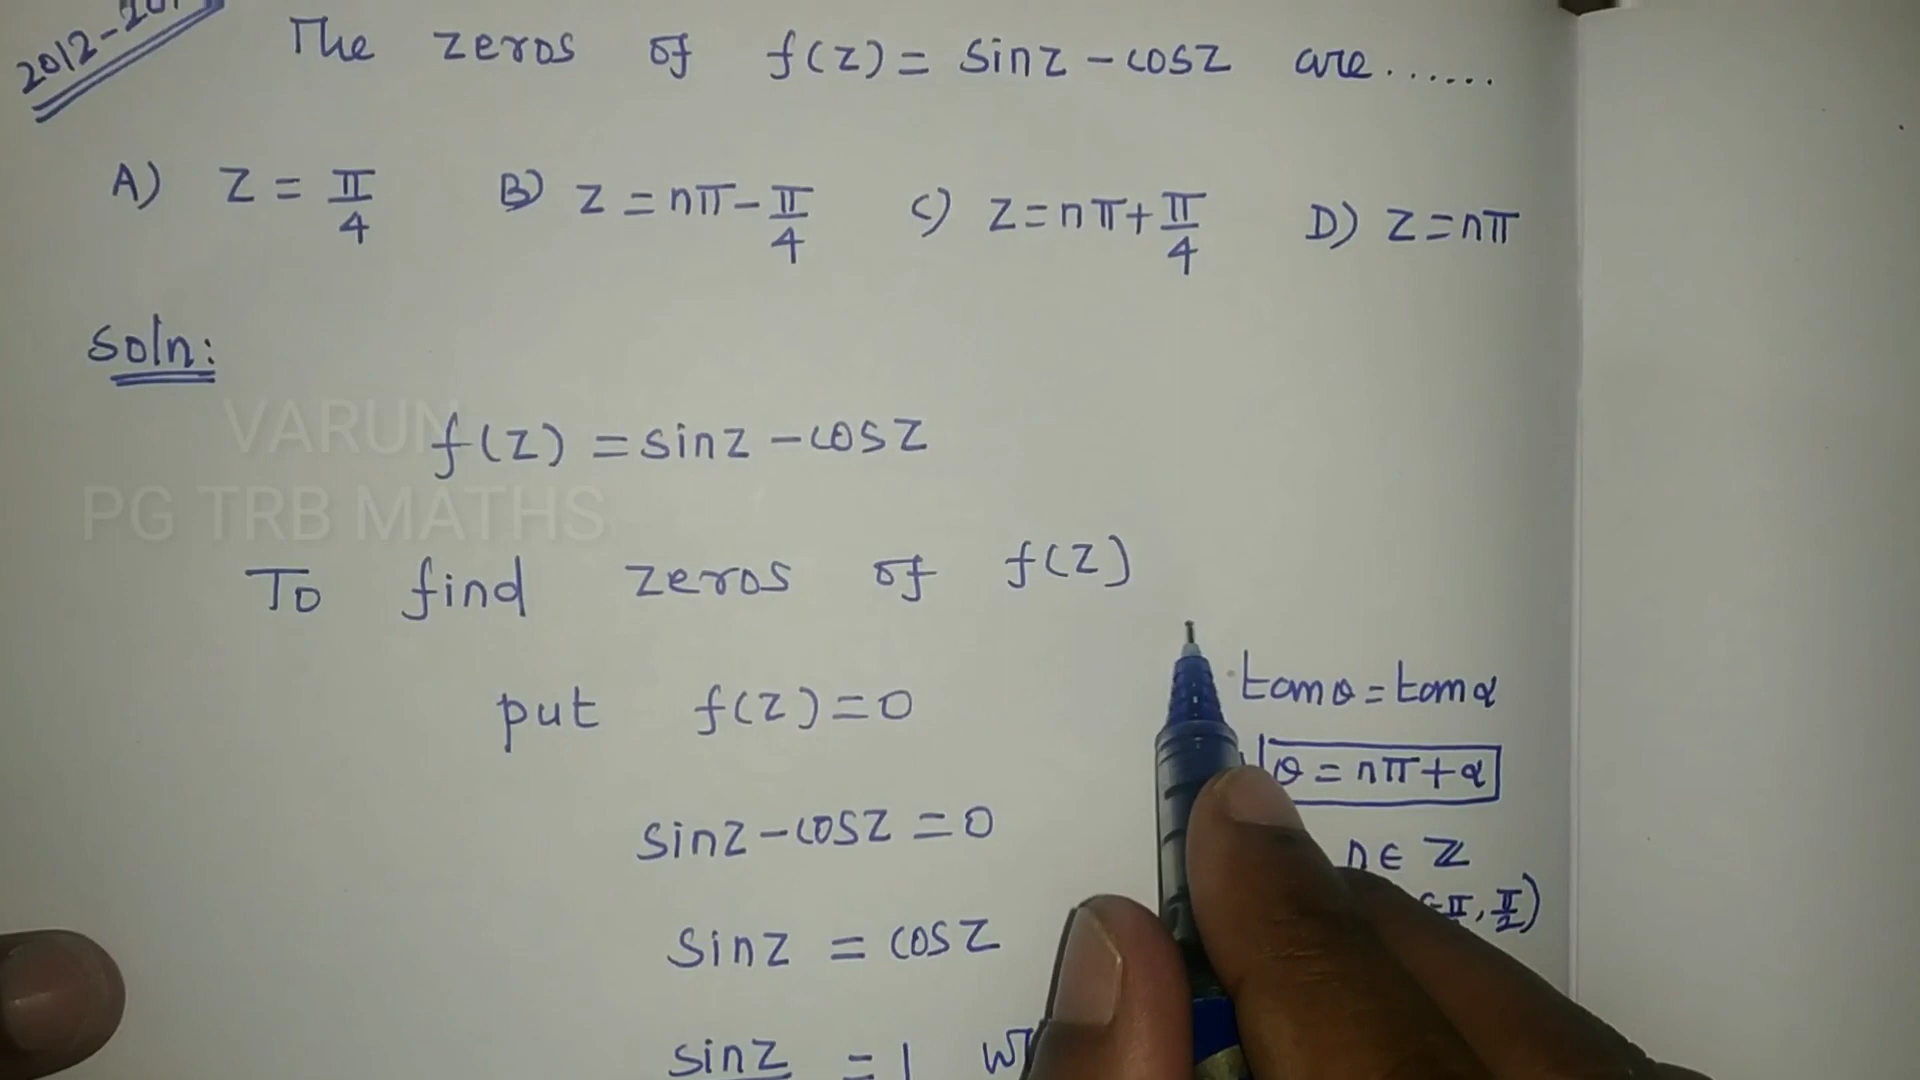 The zeros of f(z) = sinz - cosz are......
A) z = π/4 B) z = nπ - π/4 C) z = nπ + π/4 D) z = nπ
Soln:
VARUN
f(z) = sinz - cosz
PG TRB MATHS
To find zeros of f(z)
put f(z) = 0
tanθ = tanα
θ = nπ + α
sinz - cosz = 0
n ∈ ℤ
π/2)
sinz = cosz
sinz = 1